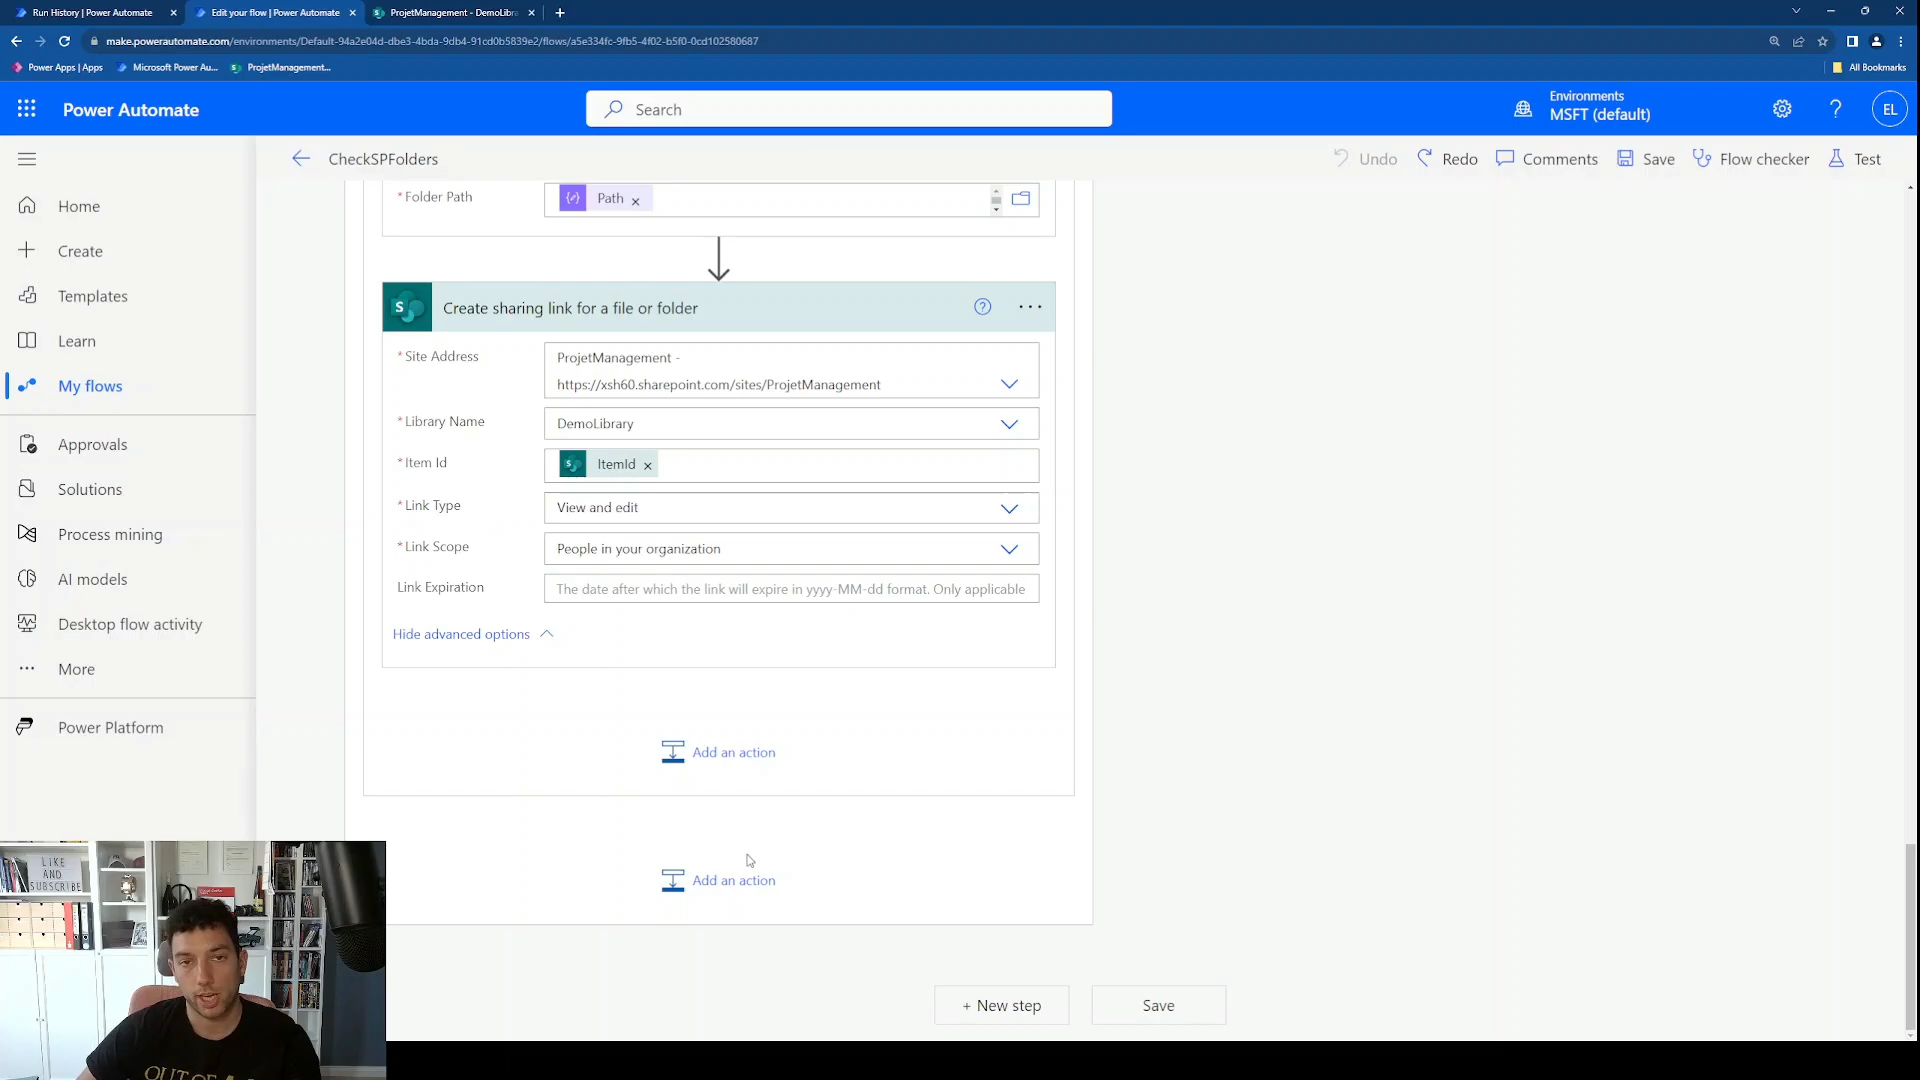 Run History | Power Automate
Edit your flow | Power Automate
ProjetManagement - DemoLibra
make.powerautomate.com/environments/Default-94a2e04d-dbe3-4bda-9db4-91cd0b5839e2/flows/a5e334fc-9fb5-4f02-b5f0-0cd102580687
Power Apps | Apps
Microsoft Power Au...
ProjetManagement...
All Bookmarks
Power Automate
Search
Environments
MSFT (default)
?
EL
CheckSPFolders
Undo
Redo
Comments
Save
Flow checker
Test
Home
Create
Templates
Learn
My flows
Approvals
Solutions
Process mining
AI models
Desktop flow activity
More
Power Platform
* Folder Path
Path
Create sharing link for a file or folder
* Site Address
ProjetManagement -
https://xsh60.sharepoint.com/sites/ProjetManagement
* Library Name
DemoLibrary
* Item Id
ItemId
* Link Type
View and edit
* Link Scope
People in your organization
Link Expiration
The date after which the link will expire in yyyy-MM-dd format. Only applicable
Hide advanced options
Add an action
Add an action
+ New step
Save
LIKE
AND
SUBSCRIBE
OUT OF